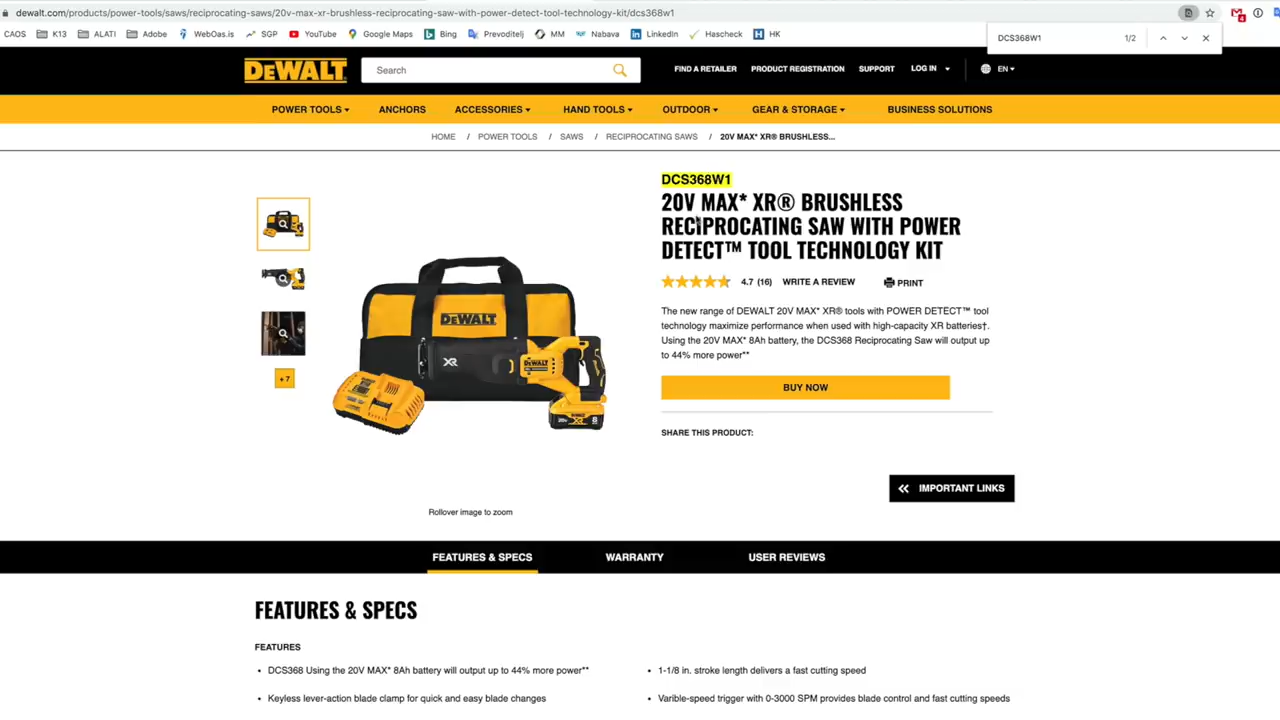 dewalt.com/products/power-tools/saws/reciprocating-saws/20v-max-xr-brushless-reciprocating-saw-with-power-detect-tool-technology-kit/dcs368w1
CAOS K13 ALATI Adobe WebOas.is SGP YouTube Google Maps Bing Prevoditelj MM Nabava LinkedIn Hascheck HK
DCS368W1 1/2
DEWALT Search FIND A RETAILER PRODUCT REGISTRATION SUPPORT LOG IN EN
POWER TOOLS ANCHORS ACCESSORIES HAND TOOLS OUTDOOR GEAR & STORAGE BUSINESS SOLUTIONS
HOME / POWER TOOLS / SAWS / RECIPROCATING SAWS / 20V MAX* XR® BRUSHLESS...
DCS368W1
20V MAX* XR® BRUSHLESS
RECIPROCATING SAW WITH POWER
DETECT™ TOOL TECHNOLOGY KIT
4.7 (16) WRITE A REVIEW PRINT
The new range of DEWALT 20V MAX* XR® tools with POWER DETECT™ tool
technology maximize performance when used with high-capacity XR batteries†.
Using the 20V MAX* 8Ah battery, the DCS368 Reciprocating Saw will output up
to 44% more power**
BUY NOW
SHARE THIS PRODUCT:
+ 7
DEWALT
XR
DEWALT
XR
8
IMPORTANT LINKS
Rollover image to zoom
FEATURES & SPECS WARRANTY USER REVIEWS
FEATURES & SPECS
FEATURES
• DCS368 Using the 20V MAX* 8Ah battery will output up to 44% more power**
• 1-1/8 in. stroke length delivers a fast cutting speed
• Keyless lever-action blade clamp for quick and easy blade changes
• Varible-speed trigger with 0-3000 SPM provides blade control and fast cutting speeds